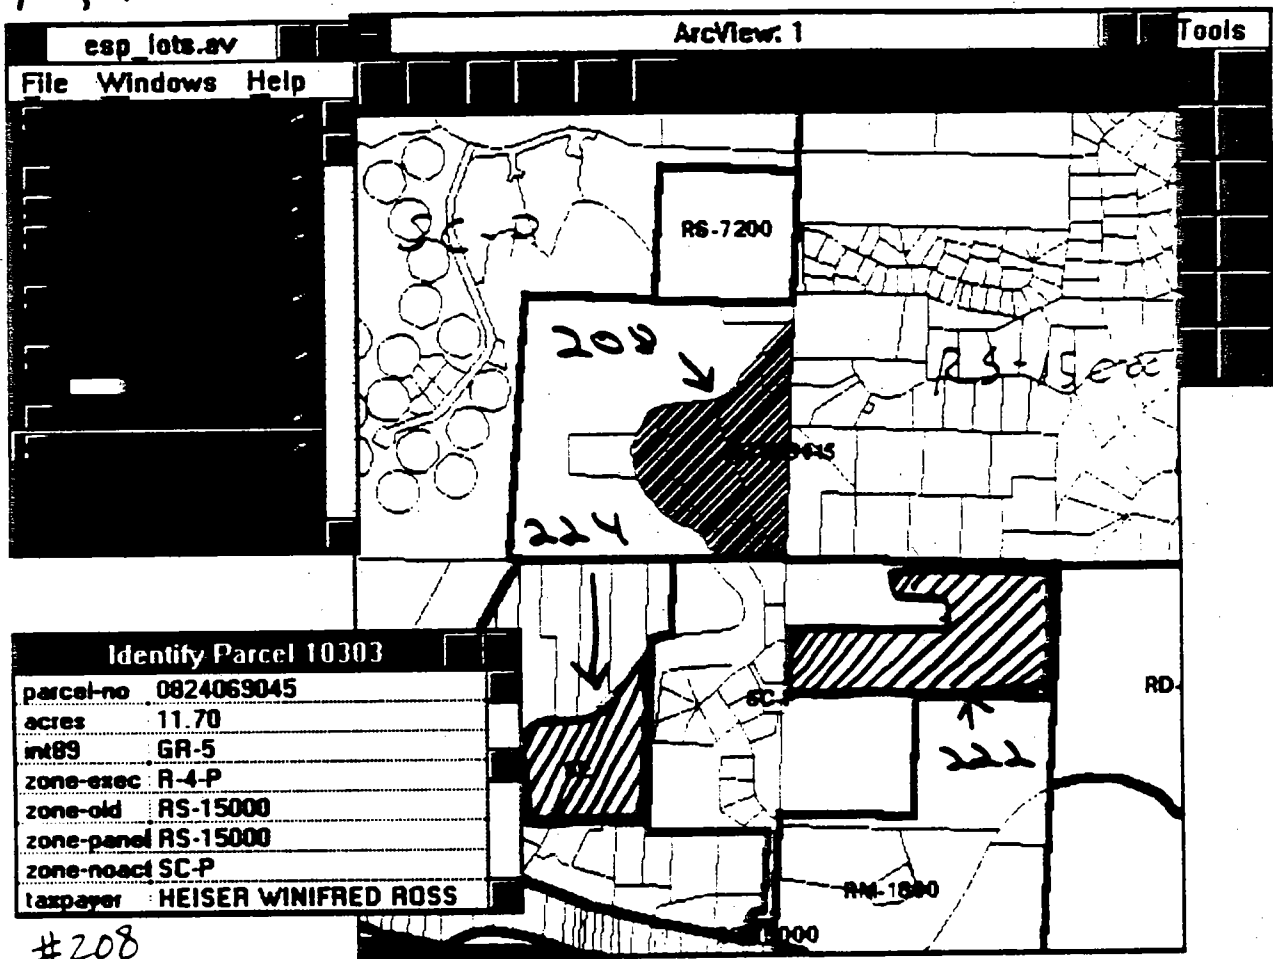 esp_lots.av
ArcView: 1
Tools
File Windows Help
RS-7200
SC-P
208
224
SC
RD
222
Identify Parcel 10303
parcel-no 0824069045
acres 11.70
int89 GR-5
zone-exec R-4-P
zone-old RS-15000
zone-panel RS-15000
zone-noact SC-P
taxpayer HEISER WINIFRED ROSS
RM-1800
#208